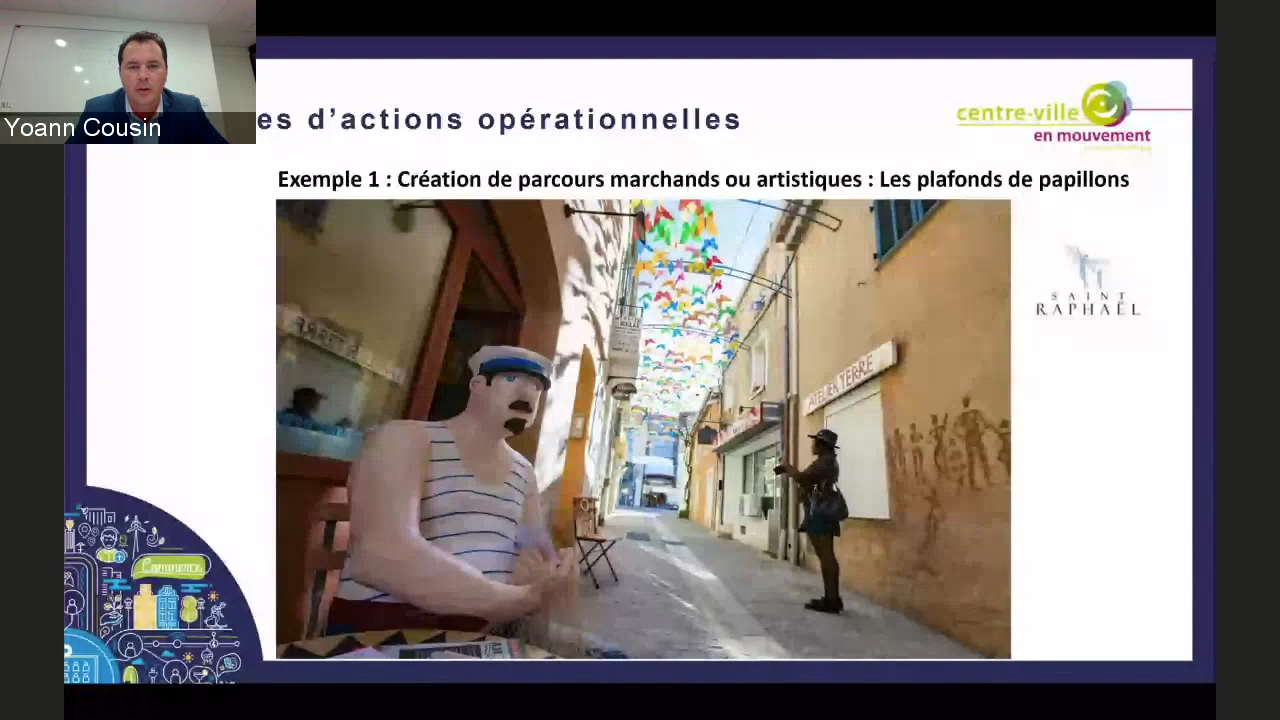 Yoann Cousin
es d’actions opérationnelles
centre-ville
en mouvement
Exemple 1 : Création de parcours marchands ou artistiques : Les plafonds de papillons
SAINT
RAPHAËL
ATELIER TERRE
Commerce